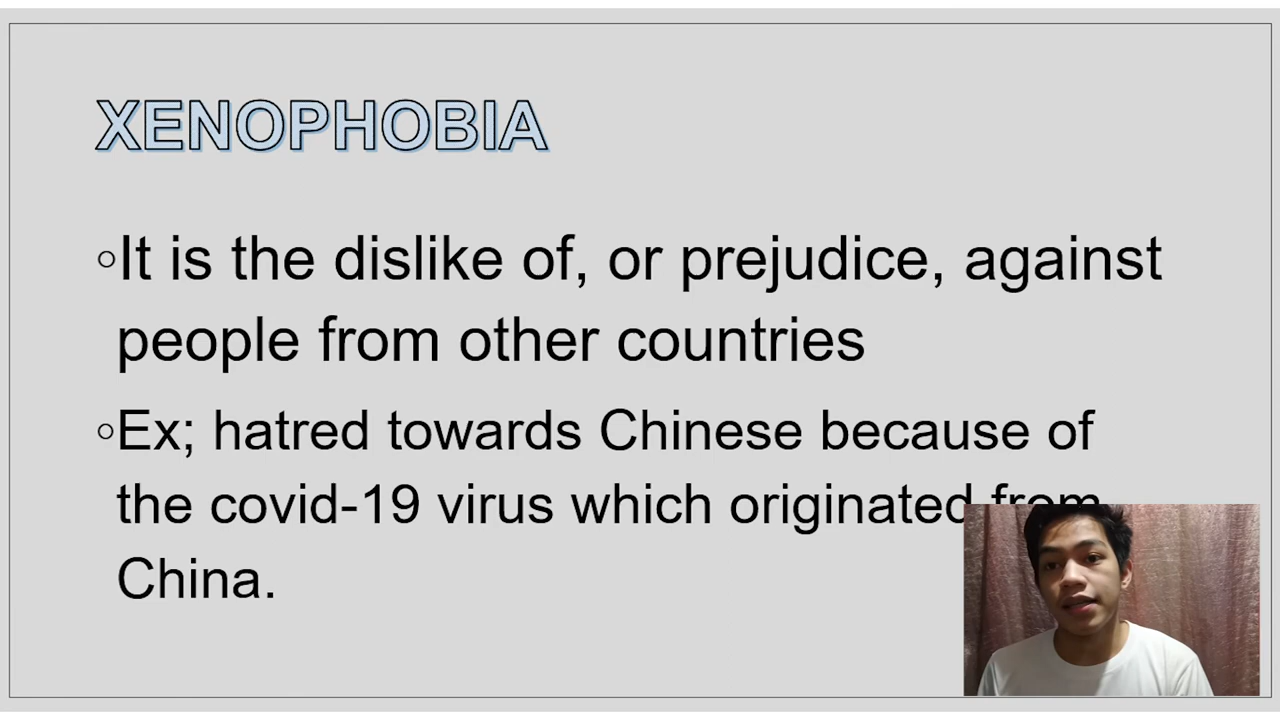 XENOPHOBIA
◦It is the dislike of, or prejudice, against
people from other countries
◦Ex; hatred towards Chinese because of
the covid-19 virus which originated from
China.